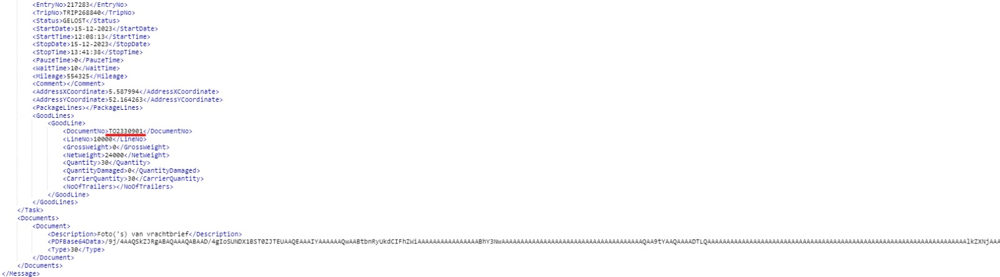 <EntryNo>217283</EntryNo>
<TripNo>TRIP268840</TripNo>
<Status>GELOST</Status>
<StartDate>15-12-2023</StartDate>
<StartTime>12:08:13</StartTime>
<StopDate>15-12-2023</StopDate>
<StopTime>13:41:38</StopTime>
<PauzeTime>0</PauzeTime>
<WaitTime>10</WaitTime>
<Mileage>554325</Mileage>
<Comment></Comment>
<AddressXCoordinate>5.587994</AddressXCoordinate>
<AddressYCoordinate>52.164263</AddressYCoordinate>
<PackageLines></PackageLines>
<GoodLines>
<GoodLine>
<DocumentNo>TO2330901</DocumentNo>
<LineNo>10000</LineNo>
<GrossWeight>0</GrossWeight>
<NetWeight>24000</NetWeight>
<Quantity>30</Quantity>
<QuantityDamaged>0</QuantityDamaged>
<CarrierQuantity>30</CarrierQuantity>
<NoOfTrailers></NoOfTrailers>
</GoodLine>
</GoodLines>
</Task>
<Documents>
<Document>
<Description>Foto('s) van vrachtbrief</Description>
<PDFBase64Data>
<Type>30</Type>
</Document>
</Documents>
</Message>